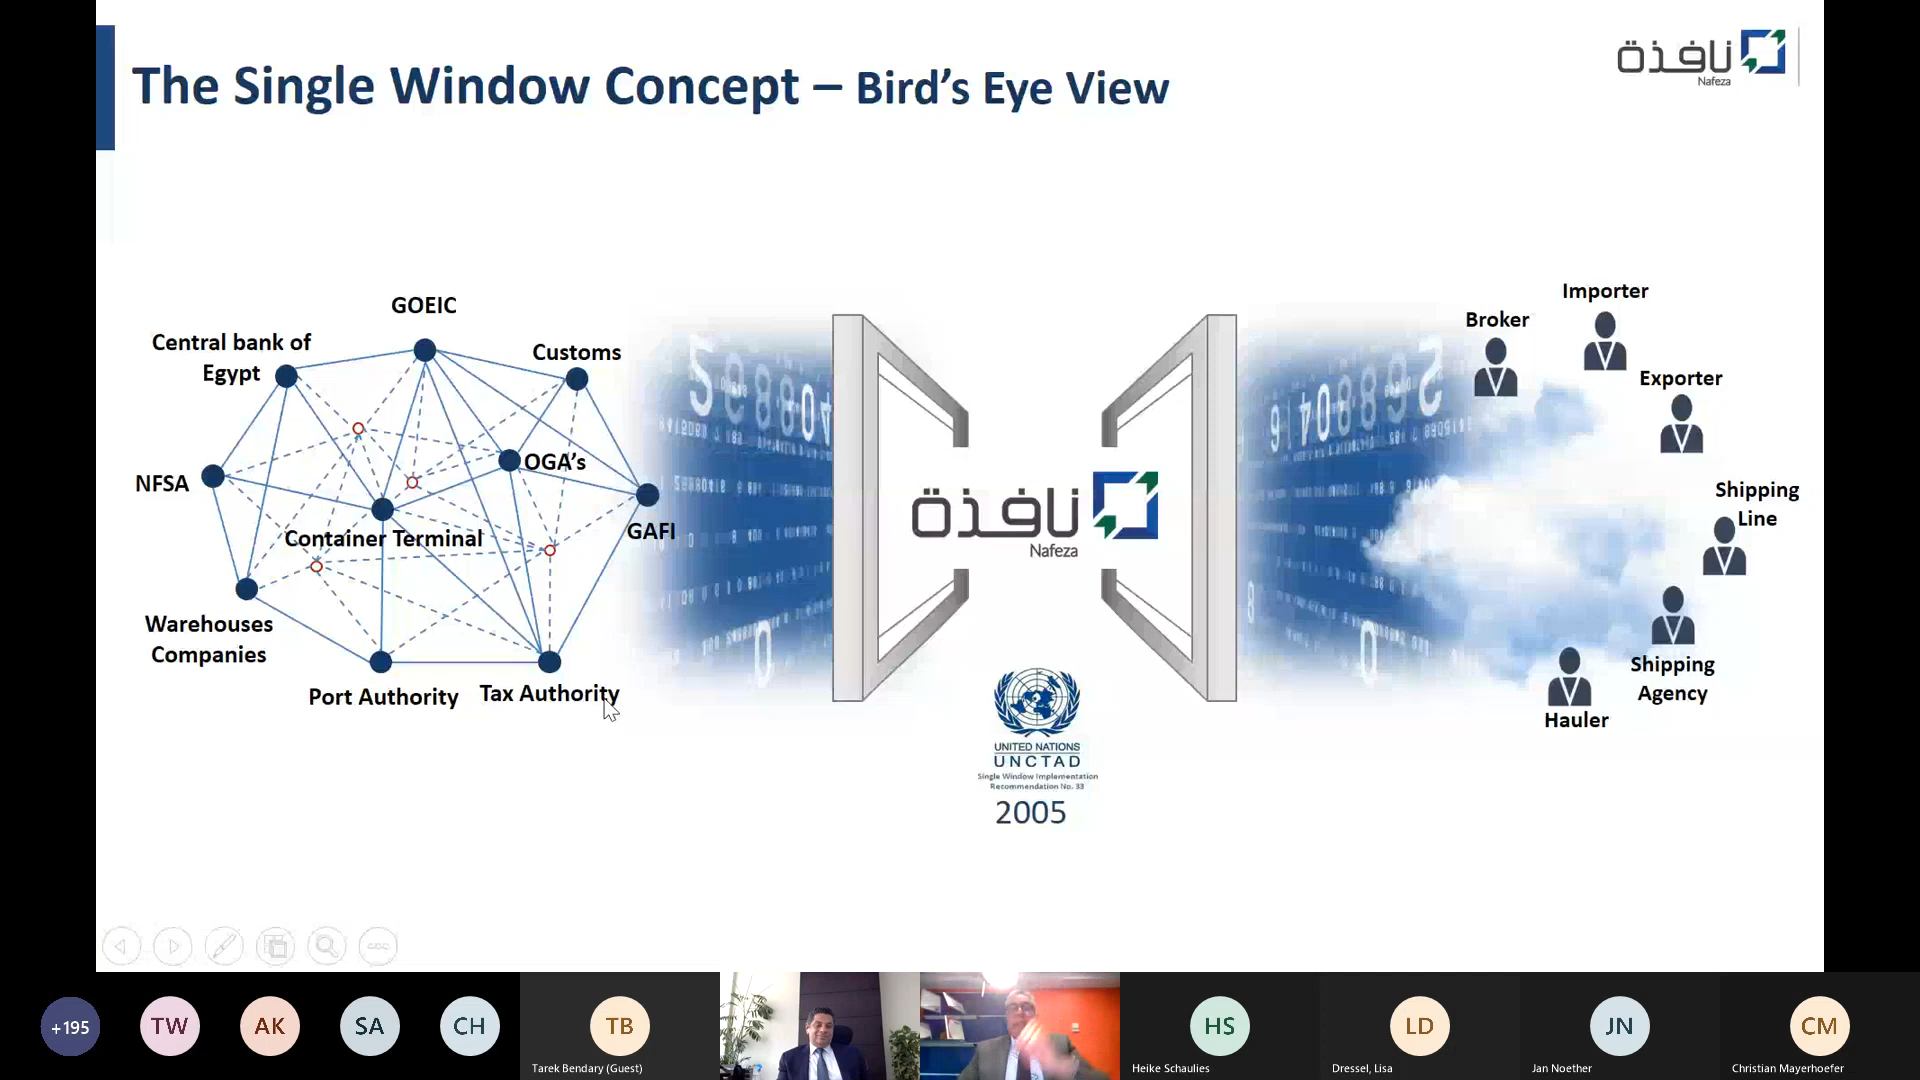 The Single Window Concept – Bird's Eye View
نافذة
Nafeza
GOEIC
Central bank of
Egypt
Customs
NFSA
OGA's
Container Terminal
GAFI
Warehouses
Companies
Port Authority
Tax Authority
نافذة
Nafeza
UNITED NATIONS
UNCTAD
Single Window Implementation
Recommendation No. 33
2005
Importer
Broker
Exporter
Shipping
Line
Shipping
Agency
Hauler
+195
TW
AK
SA
CH
TB
Tarek Bendary (Guest)
HS
Heike Schaulies
LD
Dressel, Lisa
JN
Jan Noether
CM
Christian Mayerhoefer